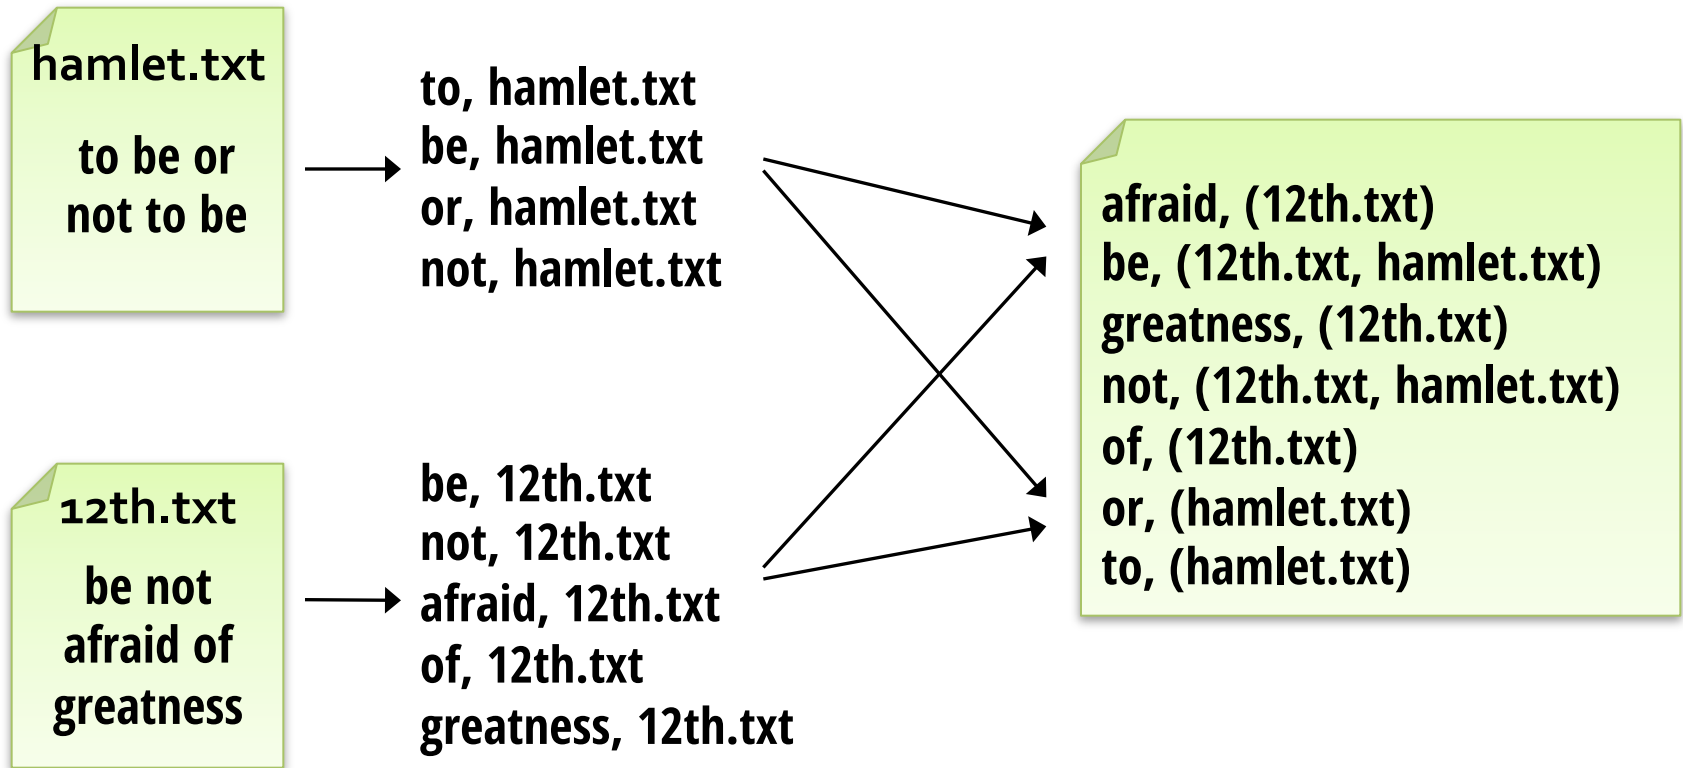 hamlet.txt
to be or
not to be
to, hamlet.txt
be, hamlet.txt
or, hamlet.txt
not, hamlet.txt
12th.txt
be not
afraid of
greatness
be, 12th.txt
not, 12th.txt
afraid, 12th.txt
of, 12th.txt
greatness, 12th.txt
afraid, (12th.txt)
be, (12th.txt, hamlet.txt)
greatness, (12th.txt)
not, (12th.txt, hamlet.txt)
of, (12th.txt)
or, (hamlet.txt)
to, (hamlet.txt)